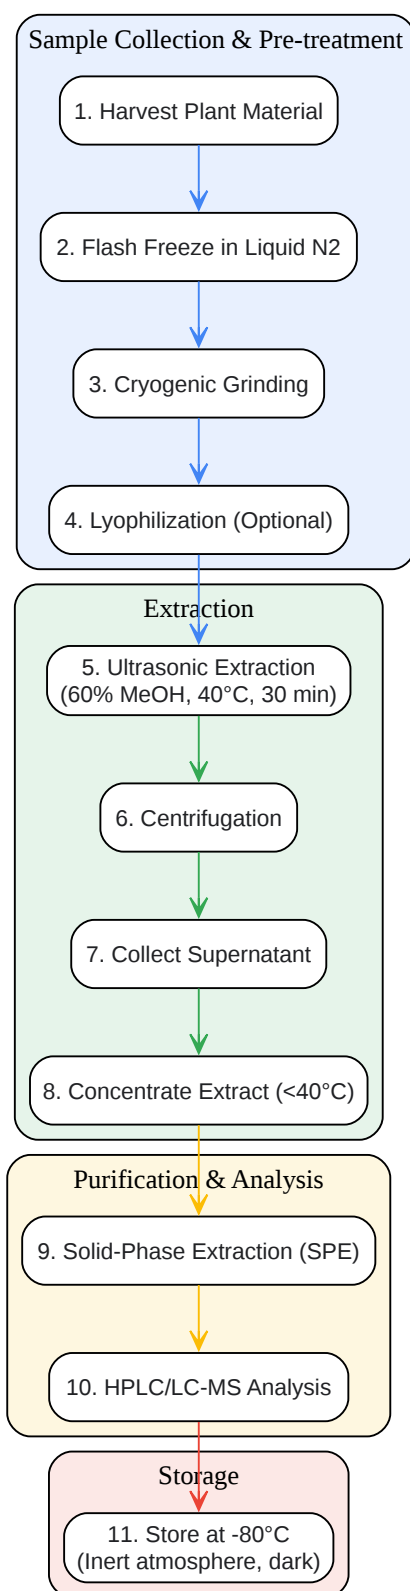 Sample Collection & Pre-treatment
1. Harvest Plant Material
2. Flash Freeze in Liquid N2
3. Cryogenic Grinding
4. Lyophilization (Optional)
Extraction
5. Ultrasonic Extraction
(60% MeOH, 40°C, 30 min)
6. Centrifugation
7. Collect Supernatant
8. Concentrate Extract (<40°C)
Purification & Analysis
9. Solid-Phase Extraction (SPE)
10. HPLC/LC-MS Analysis
Storage
11. Store at -80°C
(Inert atmosphere, dark)